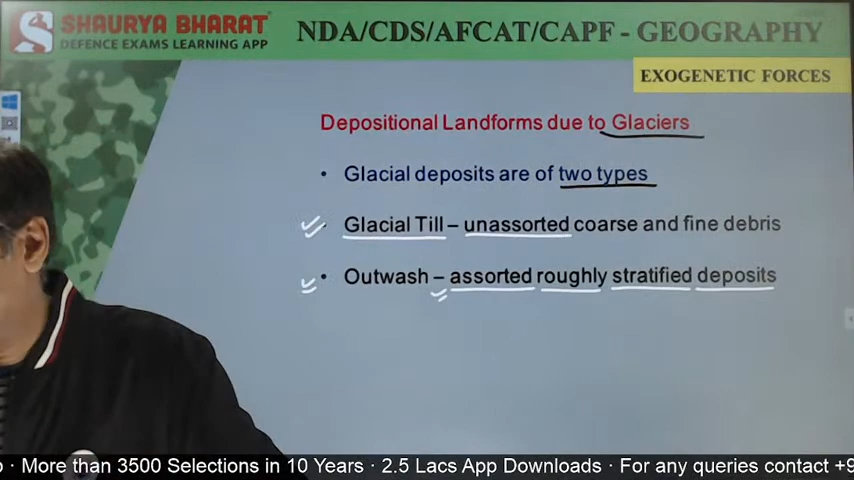 SHAURYA BHARAT
DEFENCE EXAMS LEARNING APP
NDA/CDS/AFCAT/CAPF - GEOGRAPHY
EXOGENETIC FORCES
Depositional Landforms due to Glaciers
• Glacial deposits are of two types
• Glacial Till – unassorted coarse and fine debris
• Outwash – assorted roughly stratified deposits
· More than 3500 Selections in 10 Years · 2.5 Lacs App Downloads · For any queries contact +9